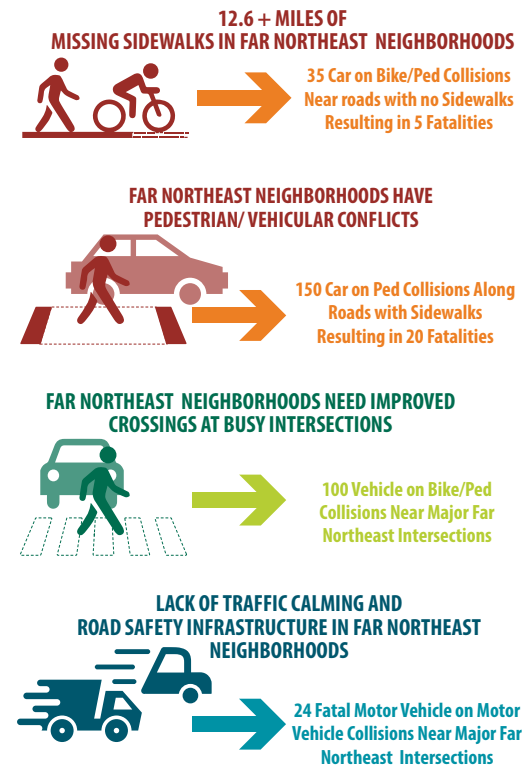 12.6 + MILES OF
MISSING SIDEWALKS IN FAR NORTHEAST NEIGHBORHOODS
35 Car on Bike/Ped Collisions
Near roads with no Sidewalks
Resulting in 5 Fatalities
FAR NORTHEAST NEIGHBORHOODS HAVE
PEDESTRIAN/ VEHICULAR CONFLICTS
150 Car on Ped Collisions Along
Roads with Sidewalks
Resulting in 20 Fatalities
FAR NORTHEAST NEIGHBORHOODS NEED IMPROVED
CROSSINGS AT BUSY INTERSECTIONS
100 Vehicle on Bike/Ped
Collisions Near Major Far
Northeast Intersections
LACK OF TRAFFIC CALMING AND
ROAD SAFETY INFRASTRUCTURE IN FAR NORTHEAST
NEIGHBORHOODS
24 Fatal Motor Vehicle on Motor
Vehicle Collisions Near Major Far
Northeast Intersections